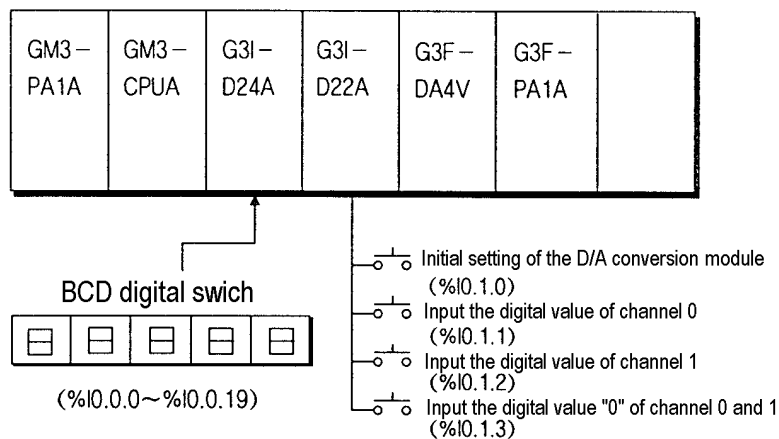 GM3– GM3– G3I– G3I– G3F– G3F–
PA1A CPUA D24A D22A DA4V PA1A
Initial setting of the D/A conversion module
(%I0.1.0)
BCD digital swich
Input the digital value of channel 0
(%I0.1.1)
Input the digital value of channel 1
(%I0.1.2)
(%I0.0.0~%I0.0.19)
Input the digital value "0" of channel 0 and 1
(%I0.1.3)